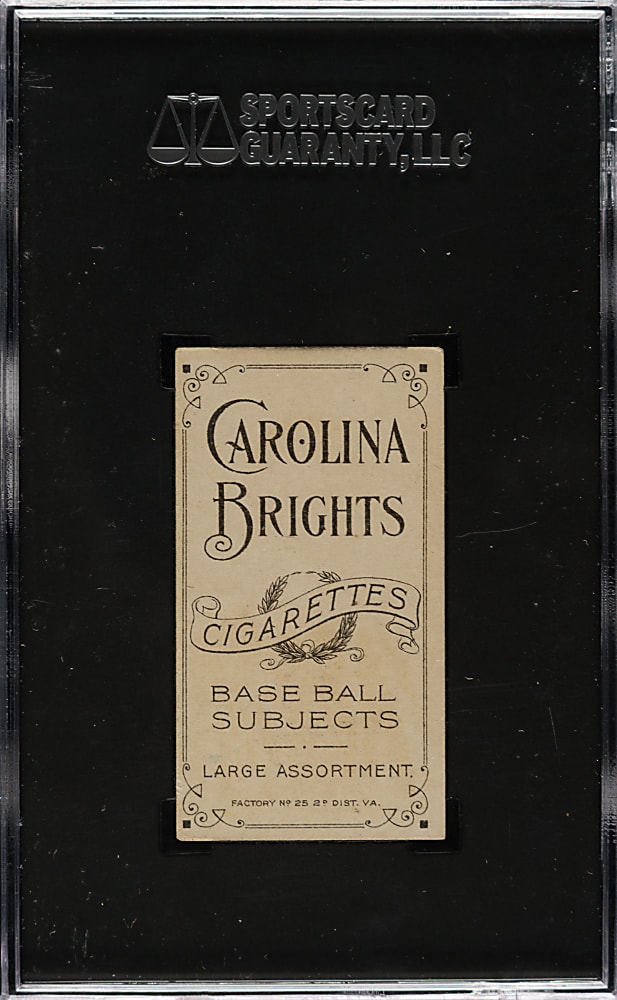 SPORTSCARD
GUARANTY, LLC
CAROLINA
BRIGHTS
CIGARETTES
BASE BALL
SUBJECTS
LARGE ASSORTMENT.
FACTORY Nº 25 2D DIST. VA.